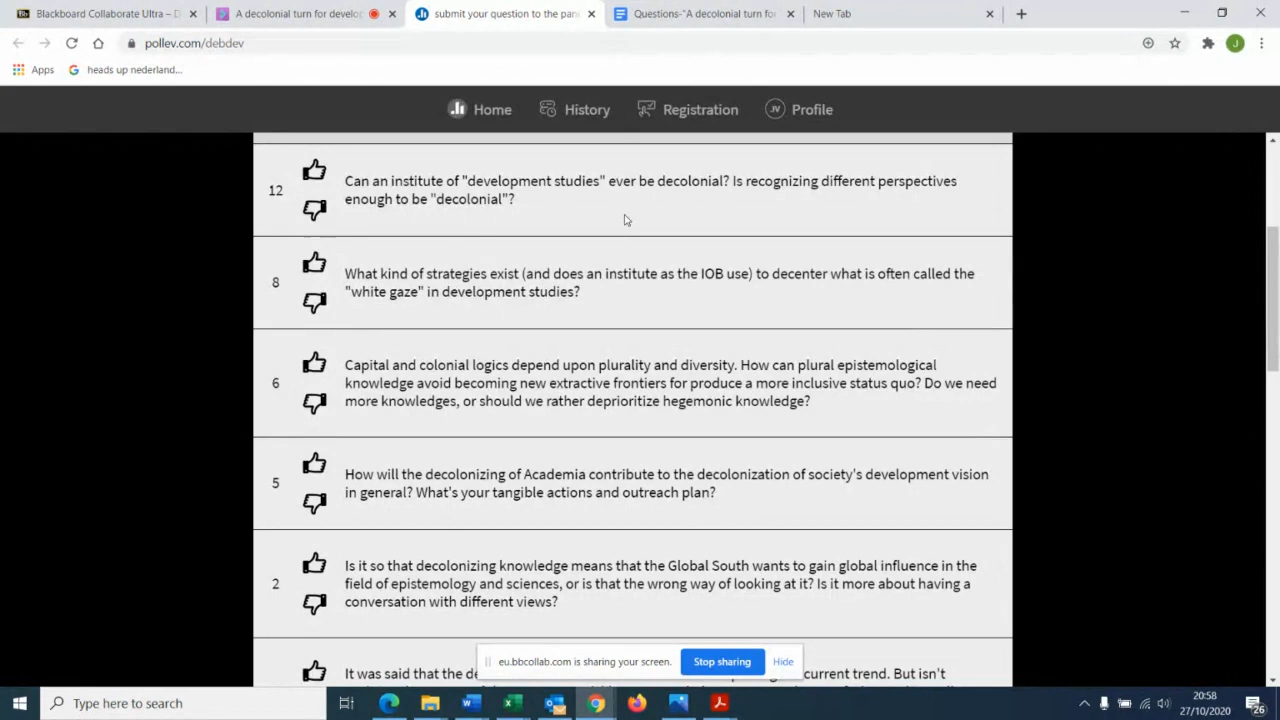 Blackboard Collaborate Ultra – D
A decolonial turn for develop
submit your question to the pan
Questions-"A decolonial turn for
New Tab
pollev.com/debdev
J
Apps
heads up nederland...
Home
History
Registration
JV
Profile
12
Can an institute of "development studies" ever be decolonial? Is recognizing different perspectives
enough to be "decolonial"?
8
What kind of strategies exist (and does an institute as the IOB use) to decenter what is often called the
"white gaze" in development studies?
6
Capital and colonial logics depend upon plurality and diversity. How can plural epistemological
knowledge avoid becoming new extractive frontiers for produce a more inclusive status quo? Do we need
more knowledges, or should we rather deprioritize hegemonic knowledge?
5
How will the decolonizing of Academia contribute to the decolonization of society's development vision
in general? What's your tangible actions and outreach plan?
2
Is it so that decolonizing knowledge means that the Global South wants to gain global influence in the
field of epistemology and sciences, or is that the wrong way of looking at it? Is it more about having a
conversation with different views?
It was said that the de
current trend. But isn't
eu.bbcollab.com is sharing your screen.
Stop sharing
Hide
Type here to search
20:58
27/10/2020
26